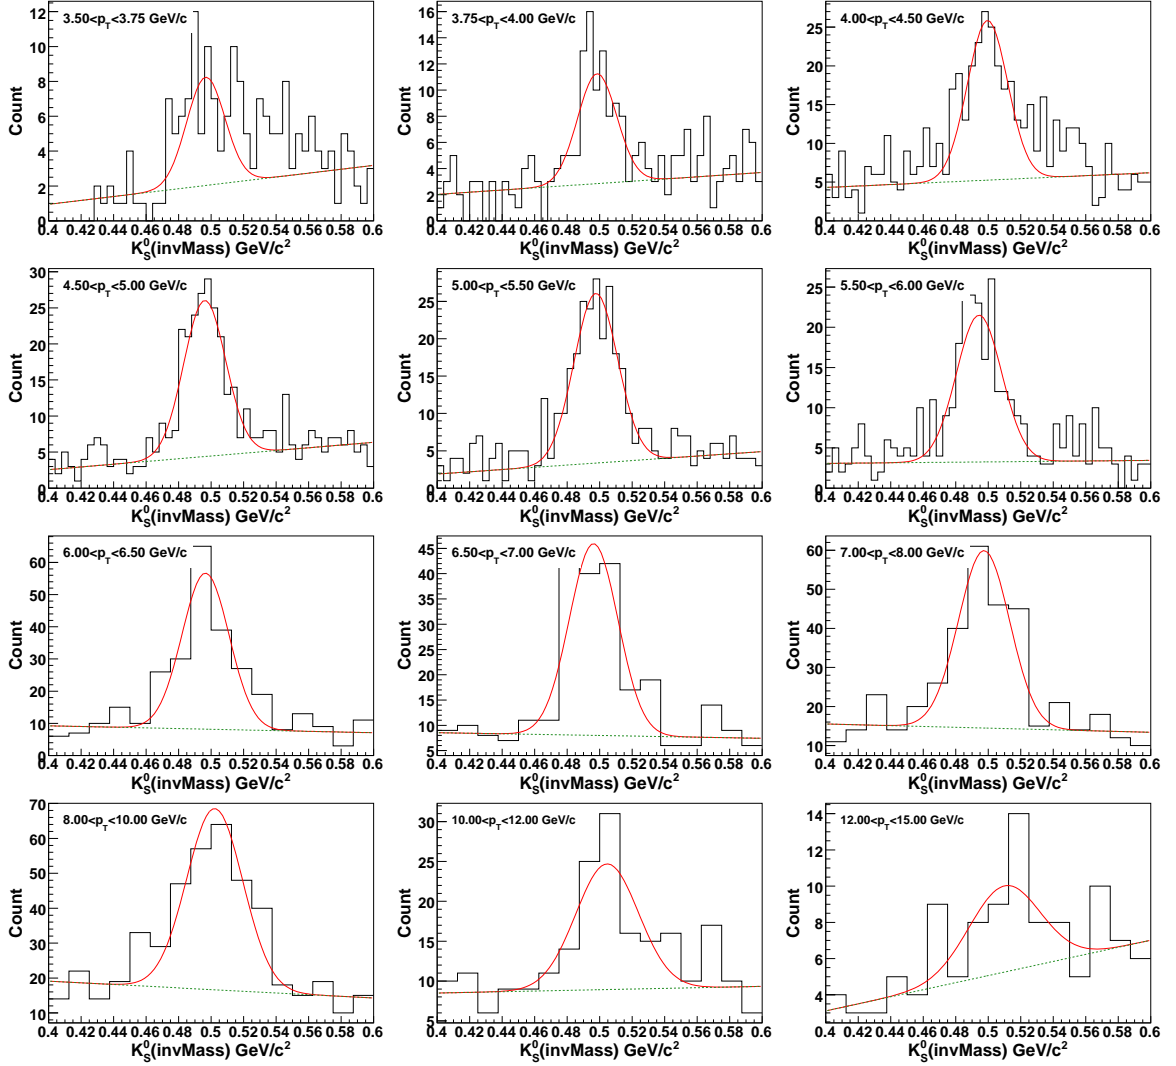 3.50<p_T<3.75 GeV/c
Count
12
10
8
6
4
2
0
0.4 0.42 0.44 0.46 0.48 0.5 0.52 0.54 0.56 0.58 0.6
K_S^0(invMass) GeV/c^2
3.75<p_T<4.00 GeV/c
Count
16
14
12
10
8
6
4
2
0
0.4 0.42 0.44 0.46 0.48 0.5 0.52 0.54 0.56 0.58 0.6
K_S^0(invMass) GeV/c^2
4.00<p_T<4.50 GeV/c
Count
25
20
15
10
5
0
0.4 0.42 0.44 0.46 0.48 0.5 0.52 0.54 0.56 0.58 0.6
K_S^0(invMass) GeV/c^2
4.50<p_T<5.00 GeV/c
Count
30
25
20
15
10
5
0
0.4 0.42 0.44 0.46 0.48 0.5 0.52 0.54 0.56 0.58 0.6
K_S^0(invMass) GeV/c^2
5.00<p_T<5.50 GeV/c
Count
25
20
15
10
5
0
0.4 0.42 0.44 0.46 0.48 0.5 0.52 0.54 0.56 0.58 0.6
K_S^0(invMass) GeV/c^2
5.50<p_T<6.00 GeV/c
Count
25
20
15
10
5
0
0.4 0.42 0.44 0.46 0.48 0.5 0.52 0.54 0.56 0.58 0.6
K_S^0(invMass) GeV/c^2
6.00<p_T<6.50 GeV/c
Count
60
50
40
30
20
10
0
0.4 0.42 0.44 0.46 0.48 0.5 0.52 0.54 0.56 0.58 0.6
K_S^0(invMass) GeV/c^2
6.50<p_T<7.00 GeV/c
Count
45
40
35
30
25
20
15
10
5
0.4 0.42 0.44 0.46 0.48 0.5 0.52 0.54 0.56 0.58 0.6
K_S^0(invMass) GeV/c^2
7.00<p_T<8.00 GeV/c
Count
60
50
40
30
20
10
0.4 0.42 0.44 0.46 0.48 0.5 0.52 0.54 0.56 0.58 0.6
K_S^0(invMass) GeV/c^2
8.00<p_T<10.00 GeV/c
Count
70
60
50
40
30
20
10
0.4 0.42 0.44 0.46 0.48 0.5 0.52 0.54 0.56 0.58 0.6
K_S^0(invMass) GeV/c^2
10.00<p_T<12.00 GeV/c
Count
30
25
20
15
10
5
0.4 0.42 0.44 0.46 0.48 0.5 0.52 0.54 0.56 0.58 0.6
K_S^0(invMass) GeV/c^2
12.00<p_T<15.00 GeV/c
Count
14
12
10
8
6
4
0.4 0.42 0.44 0.46 0.48 0.5 0.52 0.54 0.56 0.58 0.6
K_S^0(invMass) GeV/c^2